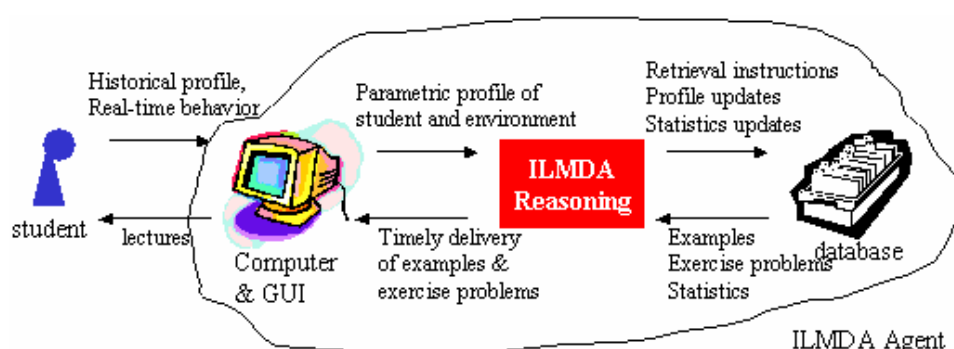 Historical profile,
Real-time behavior
student
lectures
Computer
& GUI
Parametric profile of
student and environment
Timely delivery
of examples &
exercise problems
ILMDA
Reasoning
Retrieval instructions
Profile updates
Statistics updates
Examples
Exercise problems
Statistics
database
ILMDA Agent